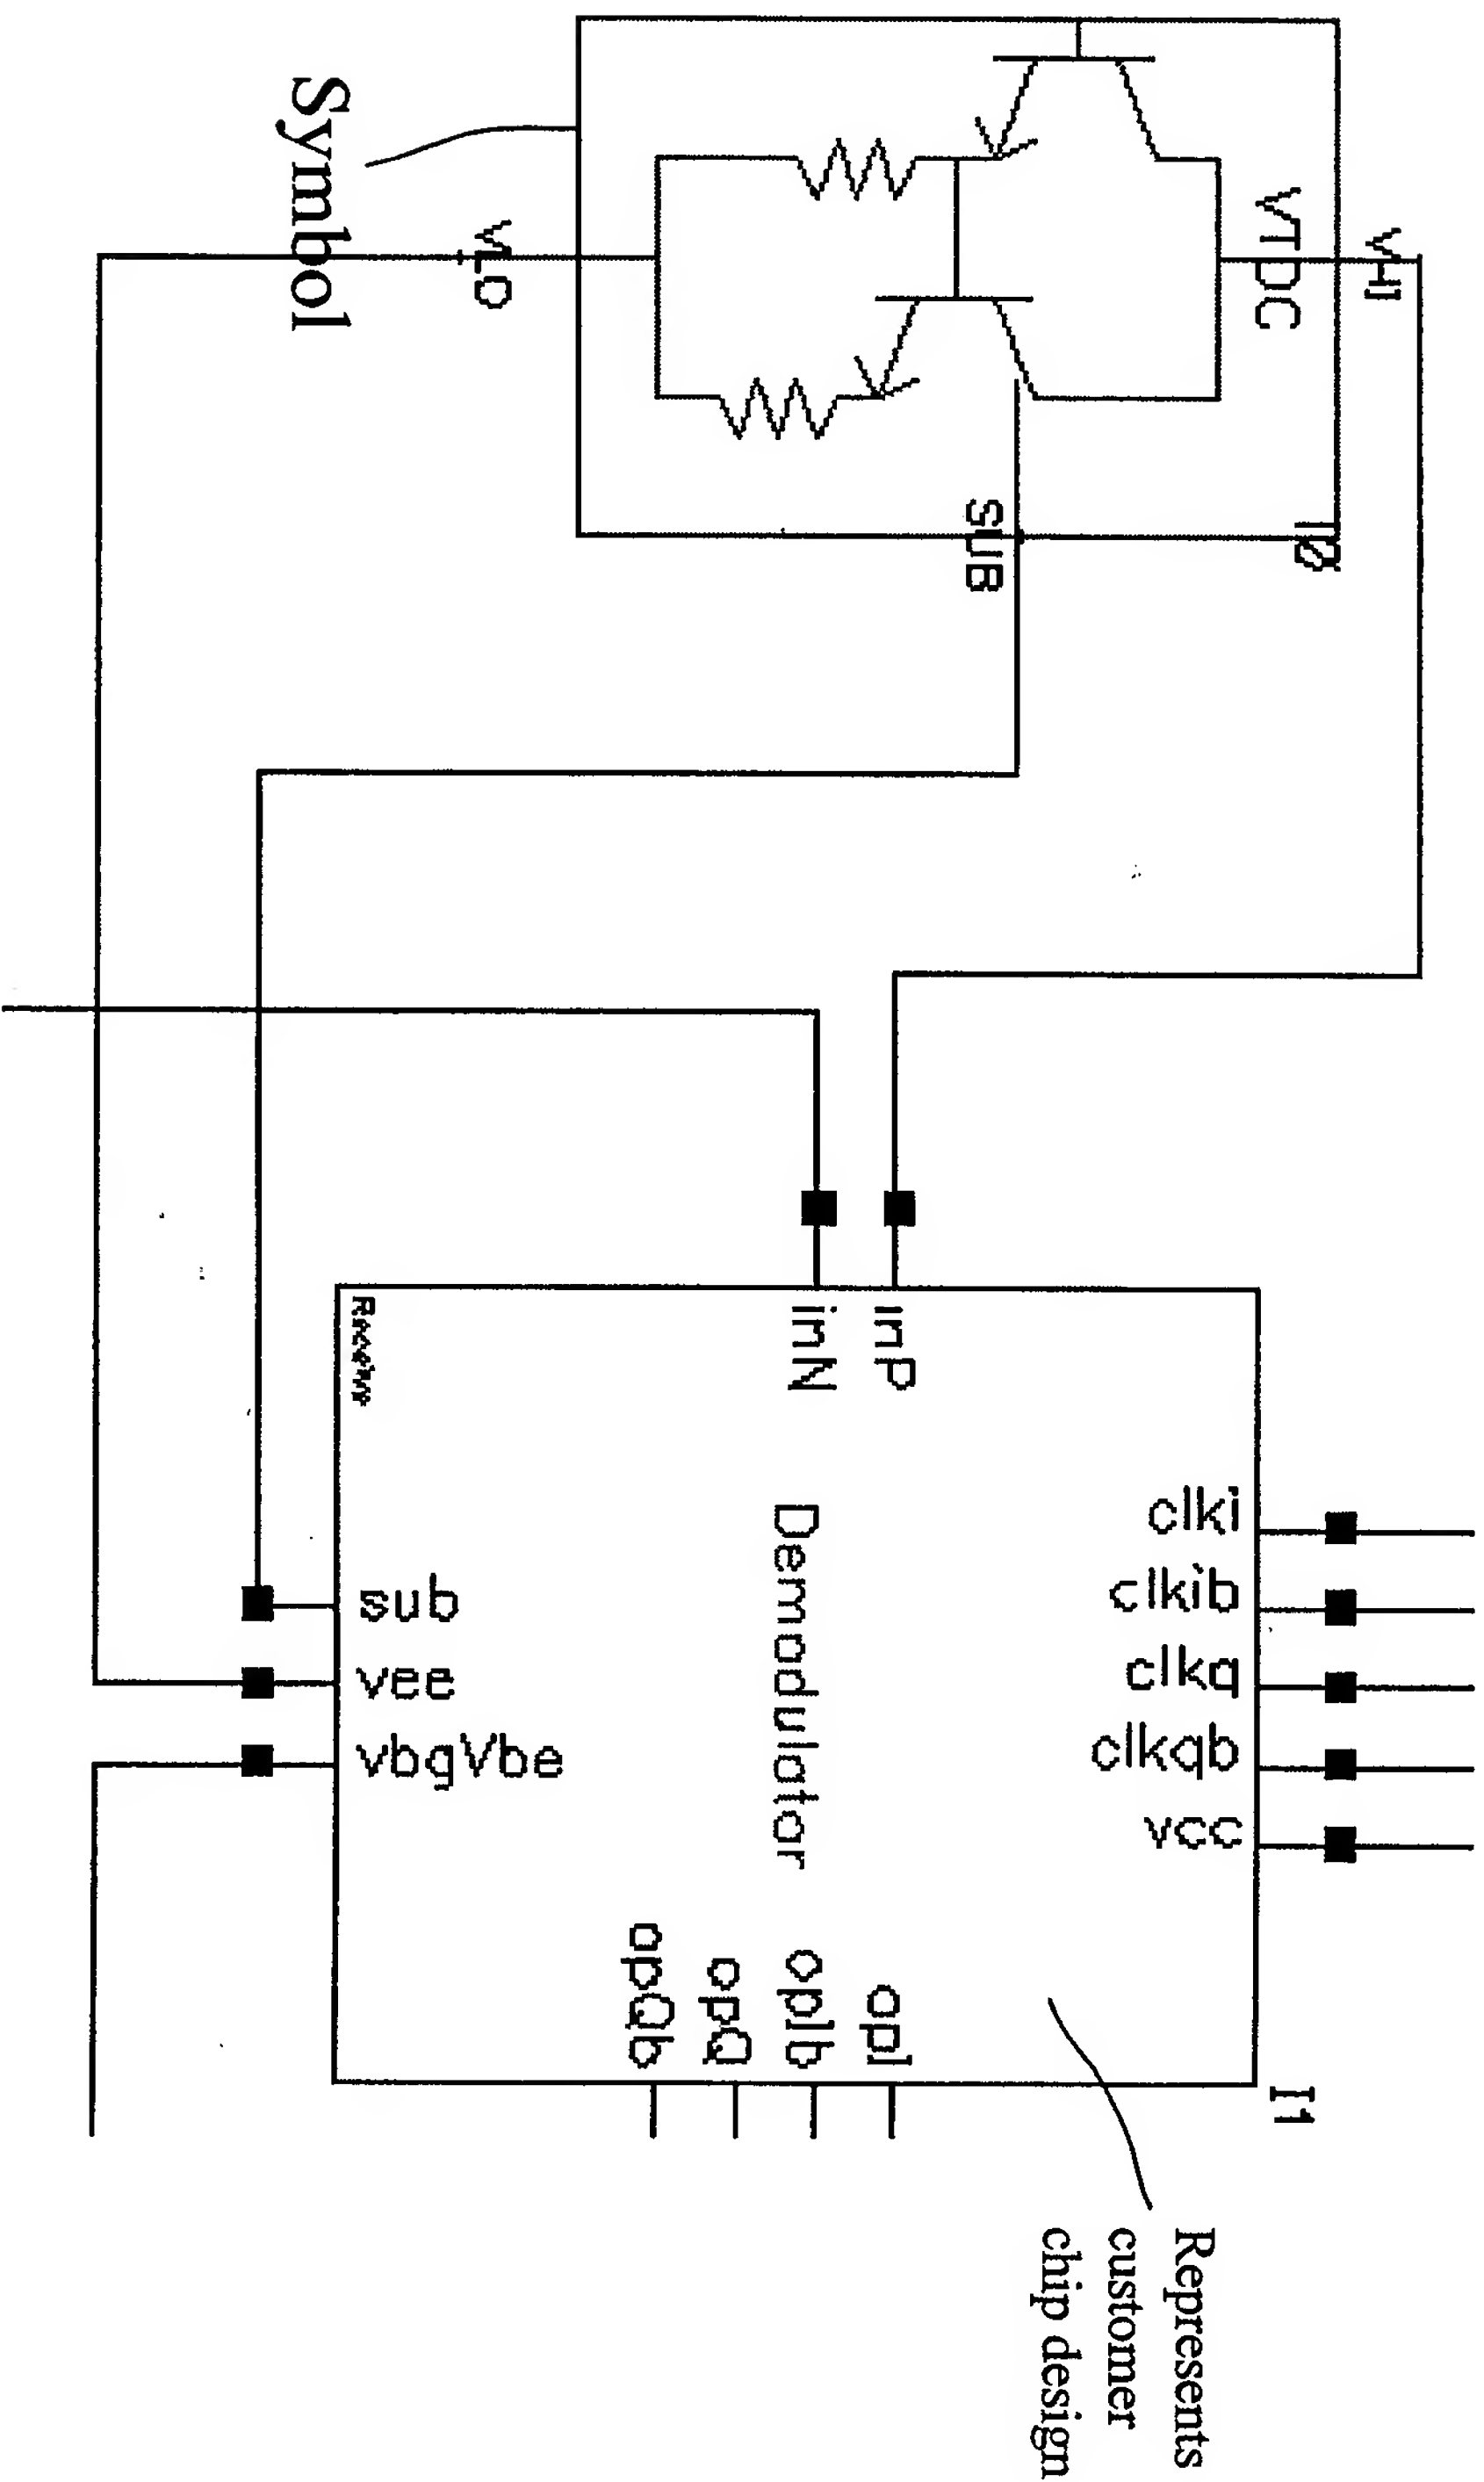 VHI
VTDC
I0
SUB
VLO
Symbol
I1
Represents
customer
chip design
clki
clkib
clkq
clkqb
vcc
inP
inN
Demodulator
opI
opIb
opQ
opQb
sub
vee
vbgVbe